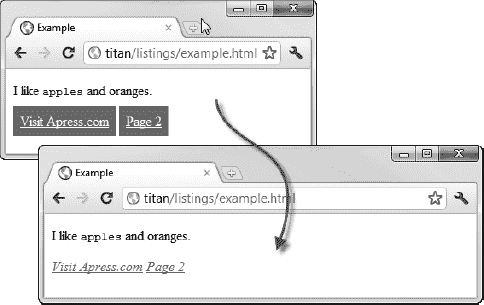 Example
titan/listings/example.html
I like apples and oranges.
Visit Apress.com Page 2
Example
titan/listings/example.html
I like apples and oranges.
Visit Apress.com Page 2